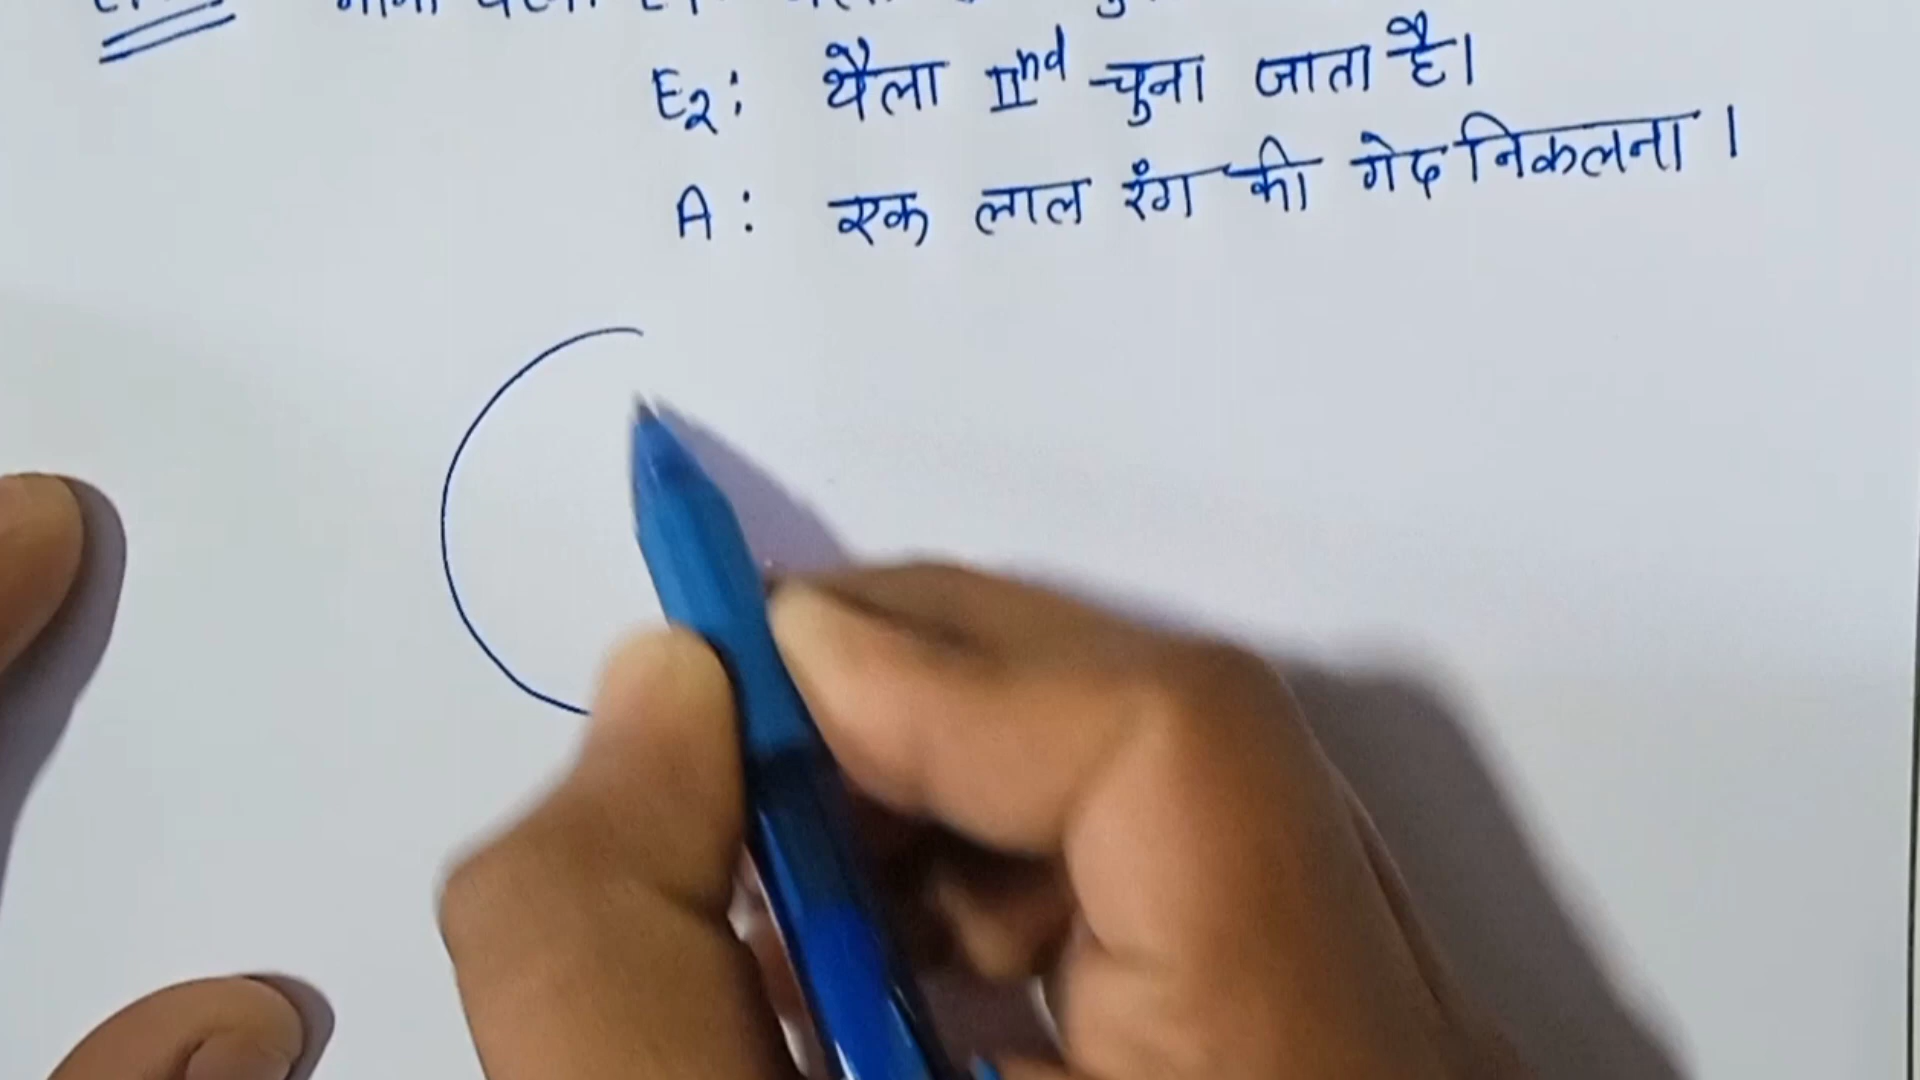 E₂: थैला IInd चुना जाता है।
A: एक लाल रंग की गेद निकलना।